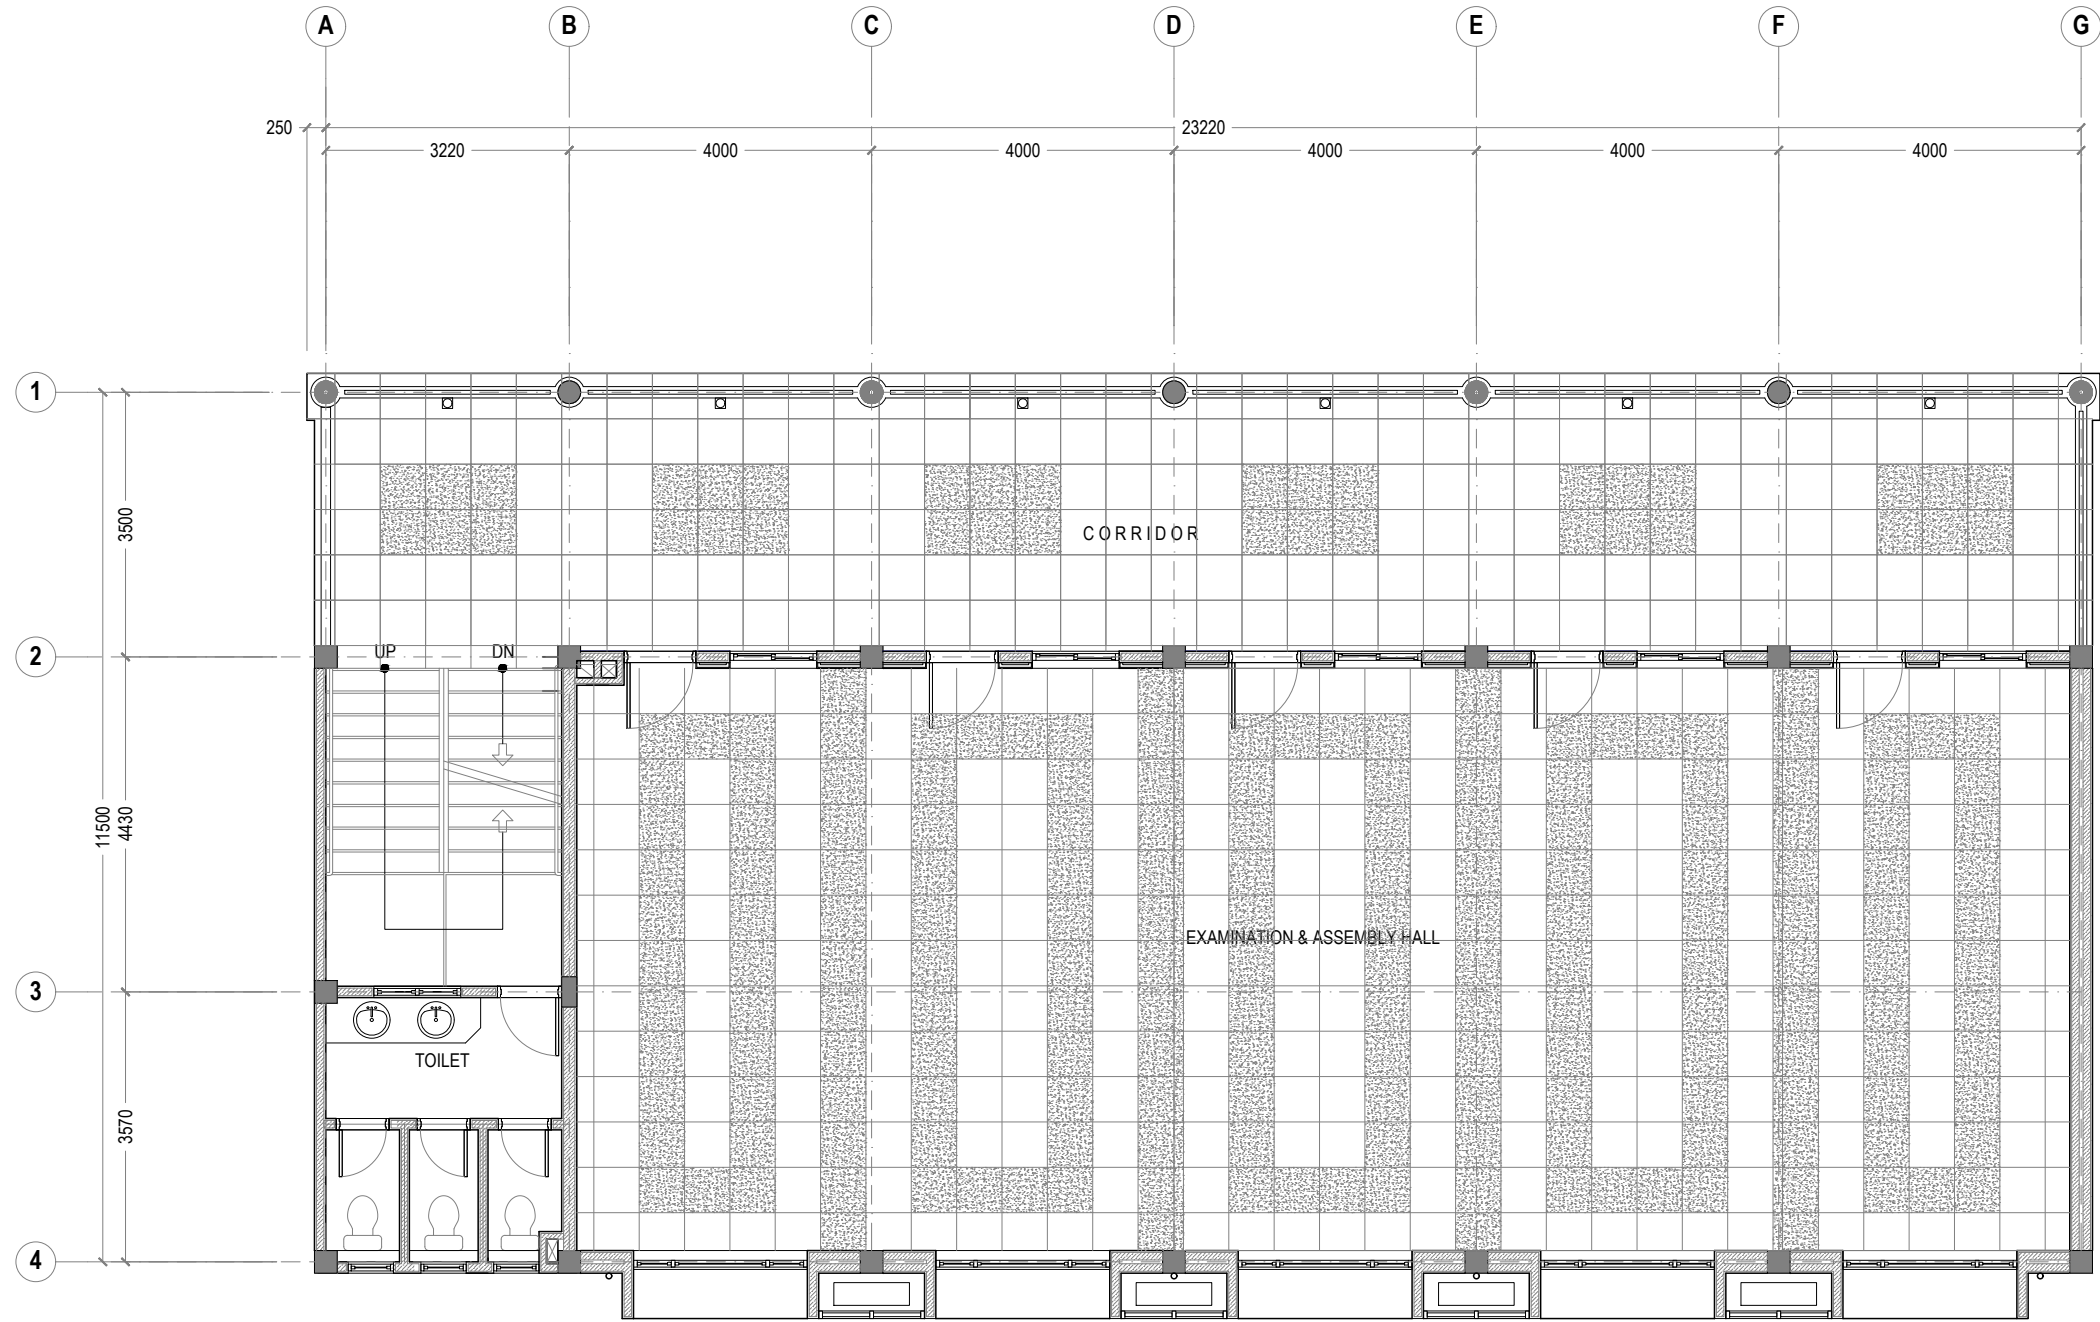 A B C D E F G
250 23220
3220 4000 4000 4000 4000 4000
1
3500
CORRIDOR
2
UP DN
11500
4430
EXAMINATION & ASSEMBLY HALL
3
TOILET
3570
4